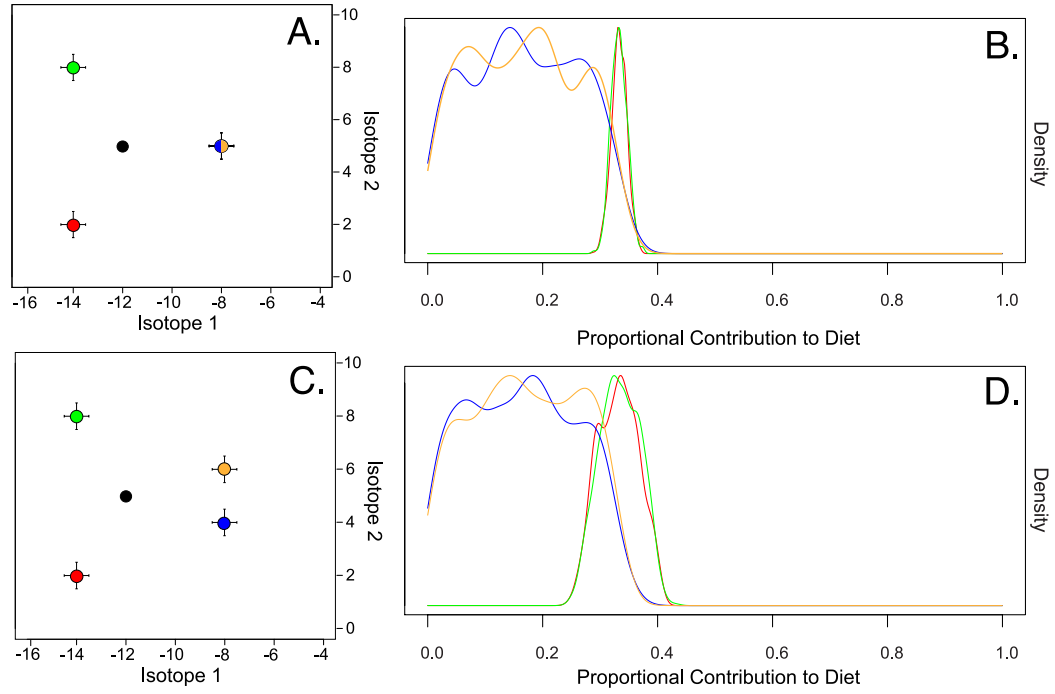 A.
10
8
6
4
2
0
Isotope 2
-16 -14 -12 -10 -8 -6 -4
Isotope 1
B.
Density
0.0 0.2 0.4 0.6 0.8 1.0
Proportional Contribution to Diet
C.
10
8
6
4
2
0
Isotope 2
-16 -14 -12 -10 -8 -6 -4
Isotope 1
D.
Density
0.0 0.2 0.4 0.6 0.8 1.0
Proportional Contribution to Diet